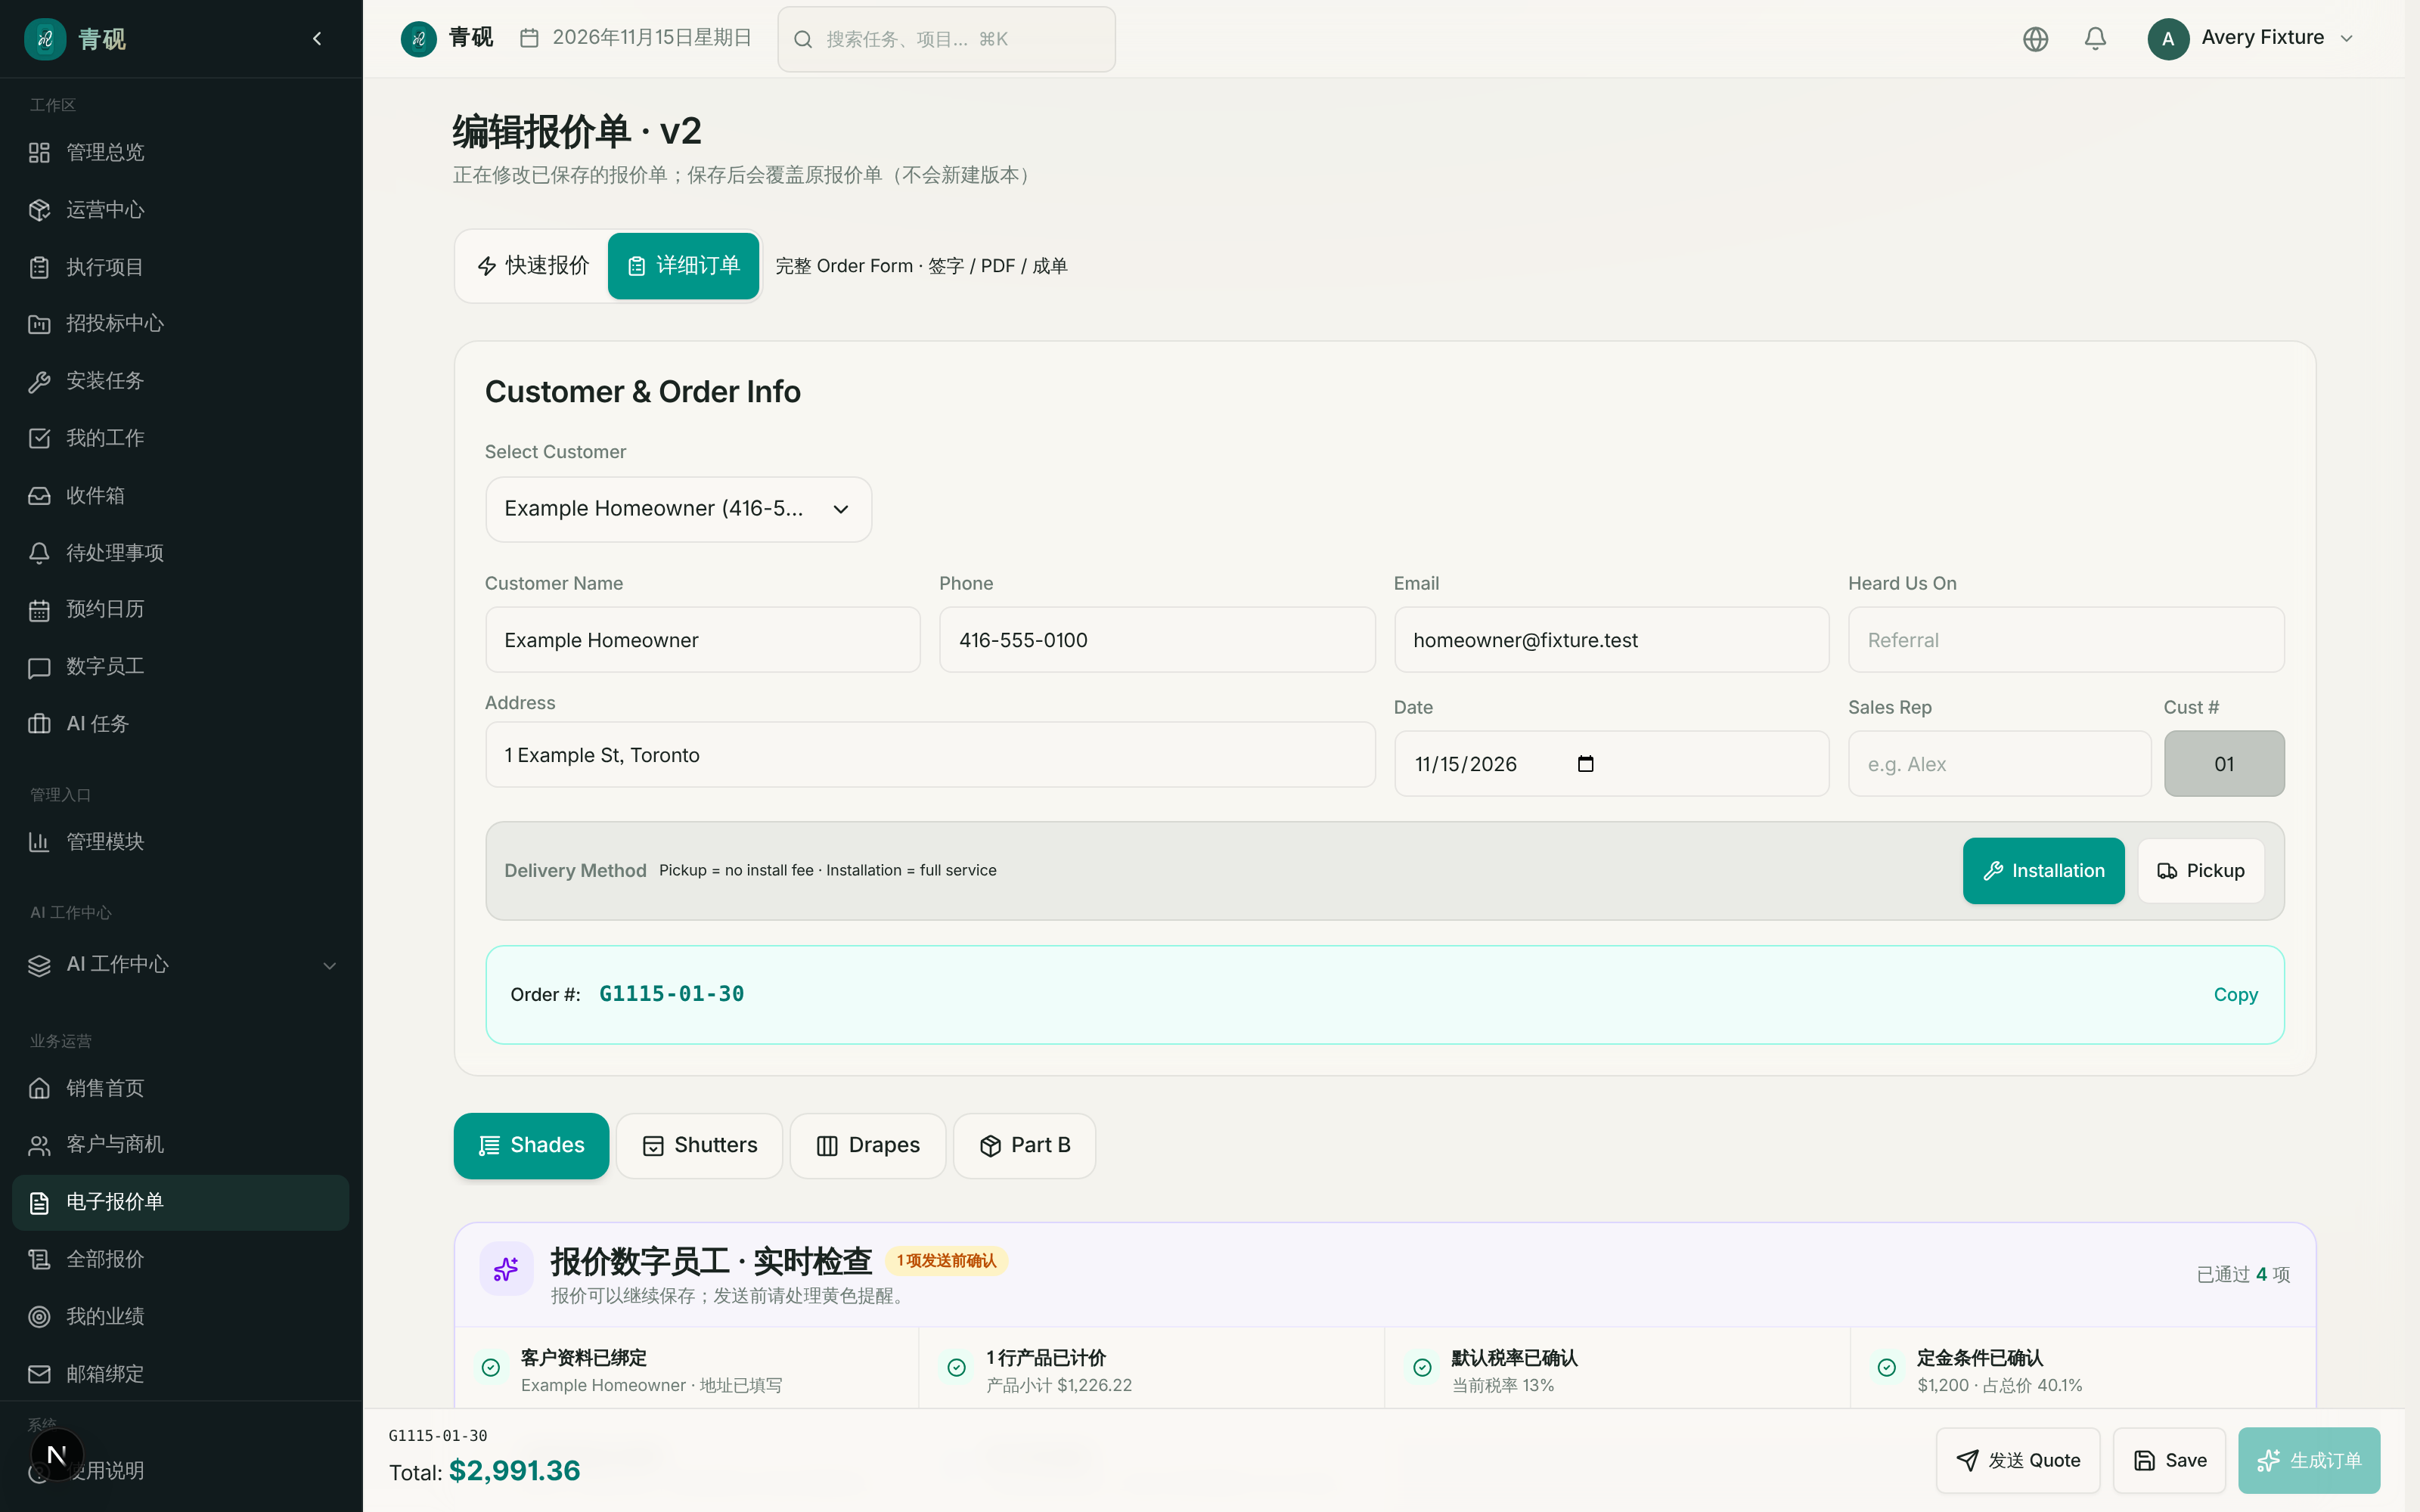 青砚
工作区
管理总览
运营中心
执行项目
招投标中心
安装任务
我的工作
收件箱
待处理事项
预约日历
数字员工
AI 任务
管理入口
管理模块
AI 工作中心
AI 工作中心
业务运营
销售首页
客户与商机
电子报价单
全部报价
我的业绩
邮箱绑定
系统
N
使用说明
青砚
2026年11月15日星期日
搜索任务、项目... ⌘K
A
Avery Fixture
编辑报价单 · v2
正在修改已保存的报价单；保存后会覆盖原报价单（不会新建版本）
快速报价
详细订单
完整 Order Form · 签字 / PDF / 成单
Customer & Order Info
Select Customer
Example Homeowner (416-5...
Customer Name
Phone
Email
Heard Us On
Example Homeowner
416-555-0100
homeowner@fixture.test
Referral
Address
Date
Sales Rep
Cust #
1 Example St, Toronto
11/15/2026
e.g. Alex
01
Delivery Method Pickup = no install fee · Installation = full service
Installation
Pickup
Order #: G1115-01-30
Copy
Shades
Shutters
Drapes
Part B
报价数字员工 · 实时检查
1 项发送前确认
报价可以继续保存；发送前请处理黄色提醒。
已通过 4 项
客户资料已绑定
Example Homeowner · 地址已填写
1 行产品已计价
产品小计 $1,226.22
默认税率已确认
当前税率 13%
定金条件已确认
$1,200 · 占总价 40.1%
G1115-01-30
Total: $2,991.36
发送 Quote
Save
生成订单